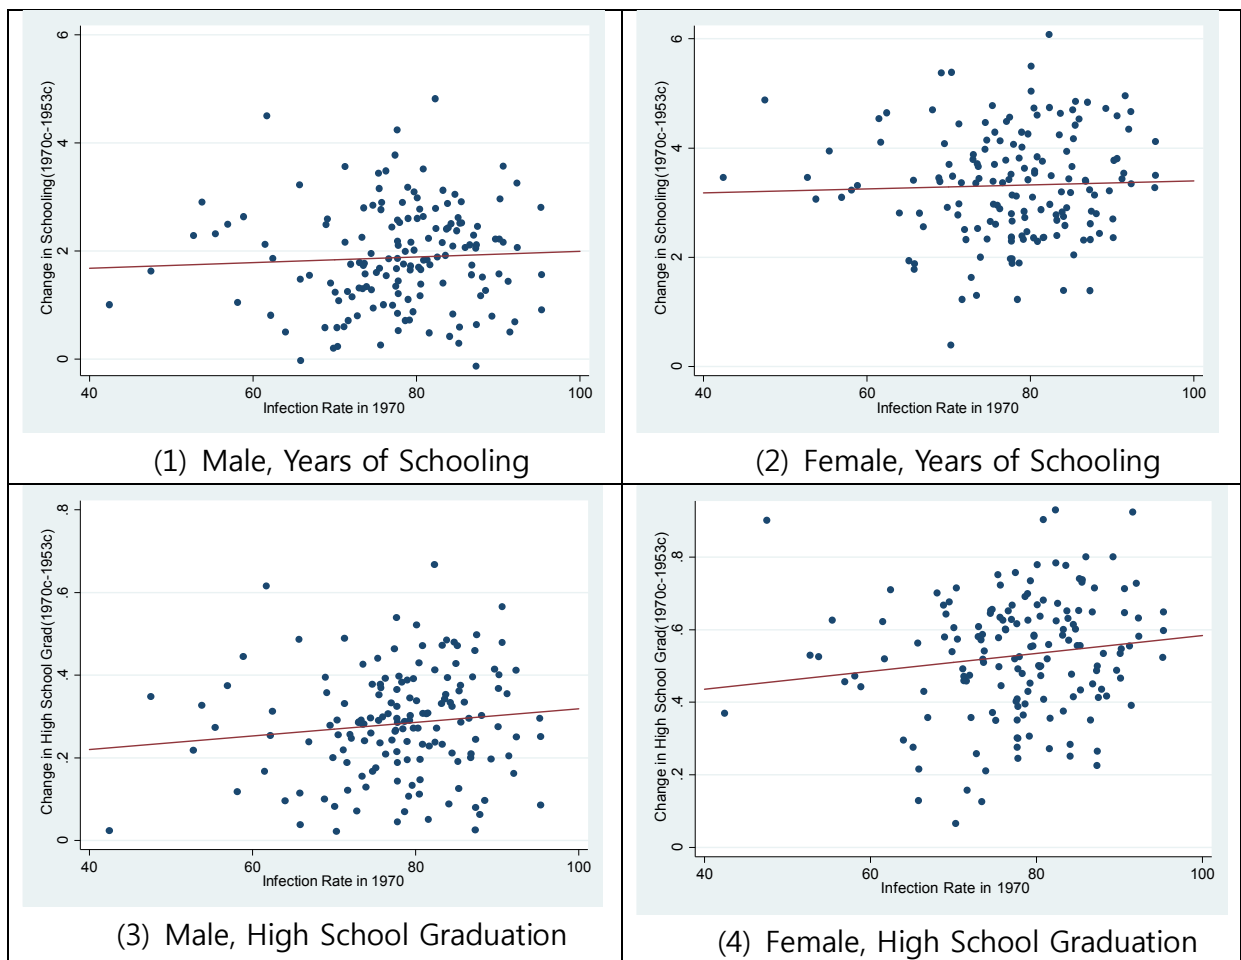 Change in Schooling(1970c-1953c)
6
4
2
0
40 60 80 100
Infection Rate in 1970
(1) Male, Years of Schooling
Change in Schooling(1970c-1953c)
6
4
2
0
40 60 80 100
Infection Rate in 1970
(2) Female, Years of Schooling
Change in High School Grad(1970c-1953c)
.8
.6
.4
.2
0
40 60 80 100
Infection Rate in 1970
(3) Male, High School Graduation
Change in High School Grad(1970c-1953c)
.8
.6
.4
.2
0
40 60 80 100
Infection Rate in 1970
(4) Female, High School Graduation